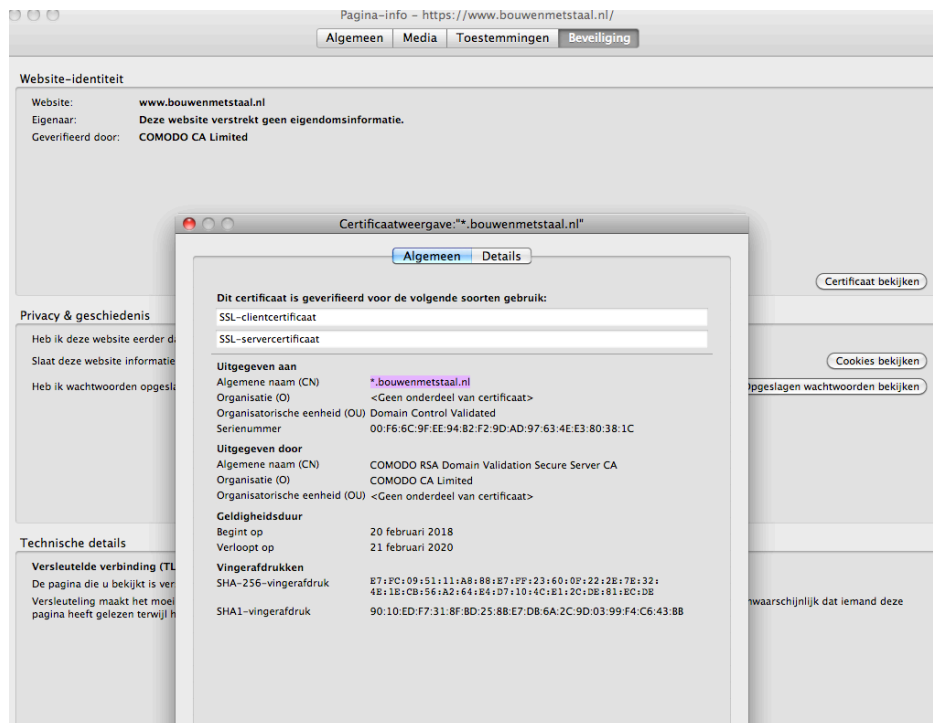 Pagina-info – https://www.bouwenmetstaal.nl/
Algemeen Media Toestemmingen Beveiliging
Website-identiteit
Website: www.bouwenmetstaal.nl
Eigenaar: Deze website verstrekt geen eigendomsinformatie.
Geverifieerd door: COMODO CA Limited
Certificaat bekijken
Privacy & geschiedenis
Heb ik deze website eerder
Slaat deze website informatie
Cookies bekijken
Heb ik wachtwoorden
wachtwoorden bekijken
Technische details
Versleutelde verbinding
De pagina die u bekijkt is
Versleuteling maakt het
dat iemand deze
pagina heeft gelezen terwijl
Certificaatweergave:"*.bouwenmetstaal.nl"
Algemeen Details
Dit certificaat is geverifieerd voor de volgende soorten gebruik:
SSL-clientcertificaat
SSL-servercertificaat
Uitgegeven aan
Algemene naam (CN) *.bouwenmetstaal.nl
Organisatie (O) <Geen onderdeel van certificaat>
Organisatorische eenheid (OU) Domain Control Validated
Serienummer 00:F6:6C:9F:EE:94:B2:F2:9D:AD:97:63:4E:E3:80:38:1C
Uitgegeven door
Algemene naam (CN) COMODO RSA Domain Validation Secure Server CA
Organisatie (O) COMODO CA Limited
Organisatorische eenheid (OU) <Geen onderdeel van certificaat>
Geldigheidsduur
Begint op 20 februari 2018
Verloopt op 21 februari 2020
Vingerafdrukken
SHA-256-vingerafdruk E7:FC:09:51:11:A8:88:E7:FF:23:60:0F:22:2E:7E:32:
4E:1E:CB:56:A2:64:E4:D7:10:4C:E1:2C:DE:81:EC:DE
SHA1-vingerafdruk 90:10:ED:F7:31:8F:BD:25:8B:E7:DB:6A:2C:9D:03:99:F4:C6:43:BB